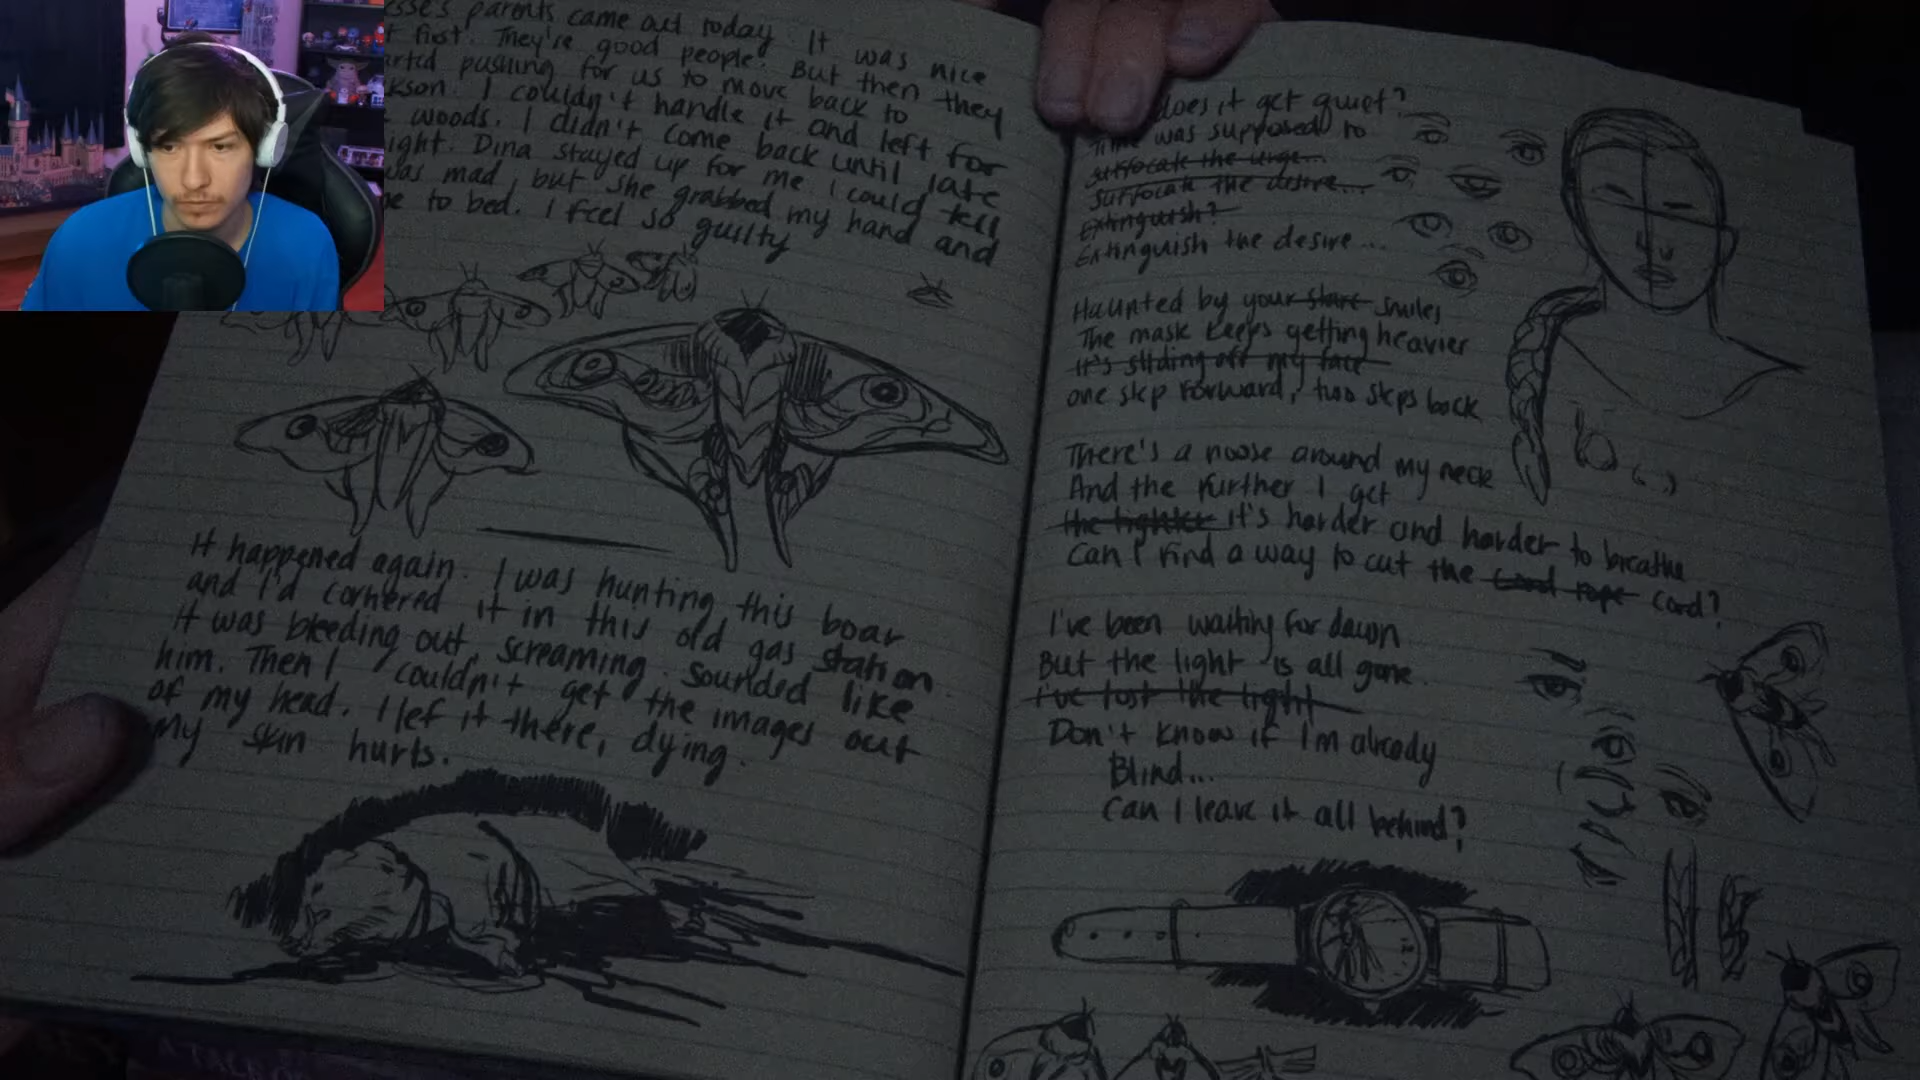 esse's parents came out today. It was nice
t first. They're good people. But then they
arted pushing for us to move back to
kson. I couldn't handle it and left for
woods. I didn't come back until late
ight. Dina stayed up for me. I could tell
was mad, but she grabbed my hand and
e to bed. I feel so guilty
It happened again. I was hunting this boar
and I'd cornered it in this old gas station.
It was bleeding out, screaming. Sounded like
him. Then I couldn't get the images out
of my head. I lef it there, dying.
My skin hurts.
does it get quiet?
Time was supposed to
suffocate the urge...
Suffocate the desire...
Extinguish?
Extinguish the desire...
Haunted by your stare smiles
The mask keeps getting heavier
It's sliding off my face
one step forward, two steps back
There's a noose around my neck
And the further I get
the tighter it's harder and harder to breathe
Can I find a way to cut the cord rope cord?
I've been waiting for dawn
But the light is all gone.
I've lost the light
Don't know if I'm already
Blind...
Can I leave it all behind?